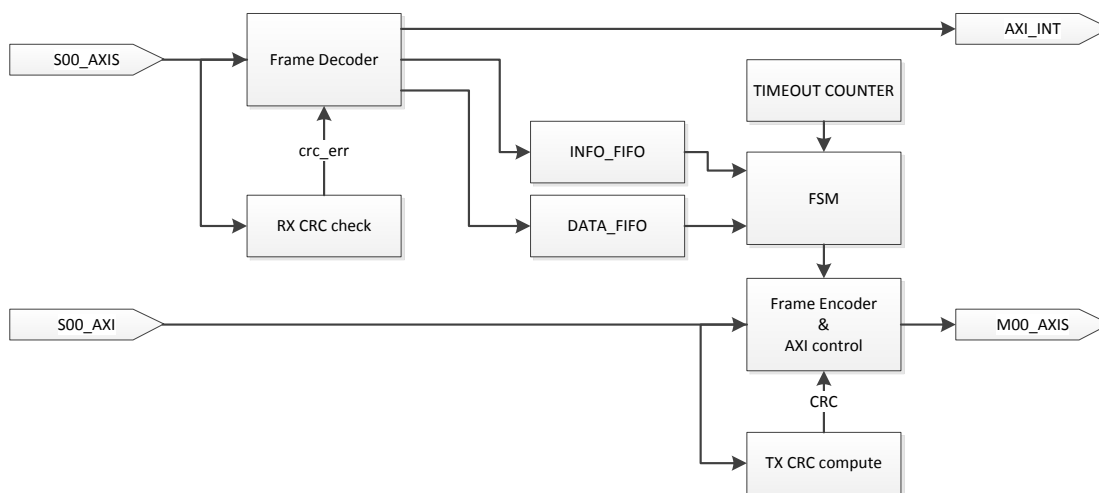 AXI_INT
S00_AXIS
Frame Decoder
TIMEOUT COUNTER
crc_err
INFO_FIFO
FSM
RX CRC check
DATA_FIFO
Frame Encoder
&
AXI control
S00_AXI
M00_AXIS
CRC
TX CRC compute